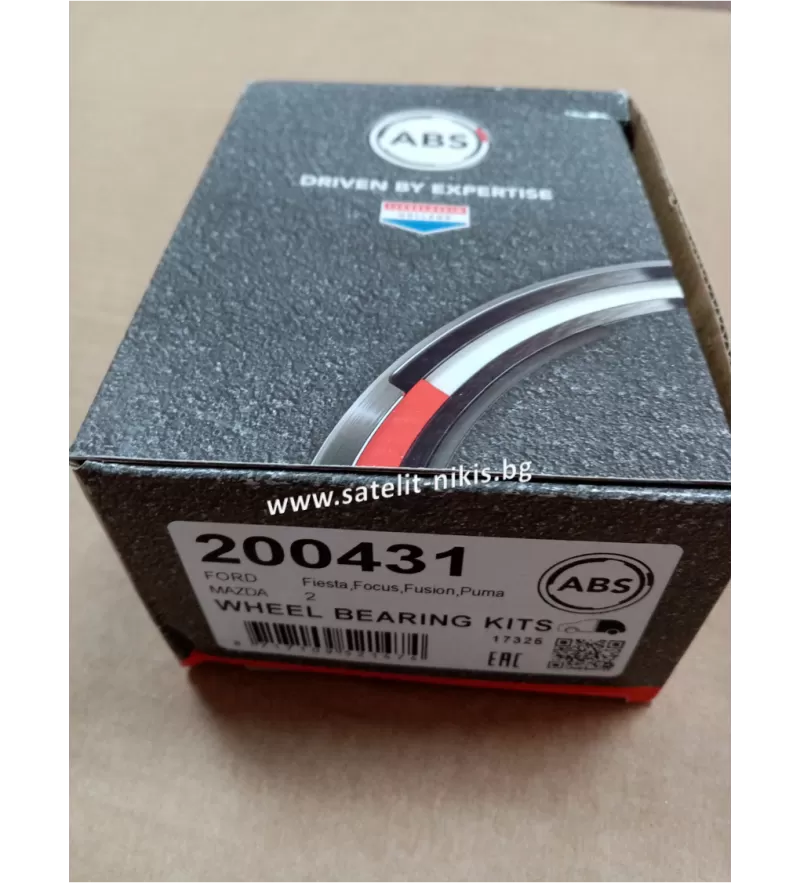 ABS
DRIVEN BY EXPERTISE
HOLLAND
www.satelit-nikis.bg
200431
FORD Fiesta,Focus,Fusion,Puma
MAZDA 2
WHEEL BEARING KITS
ABS
17326
EAC